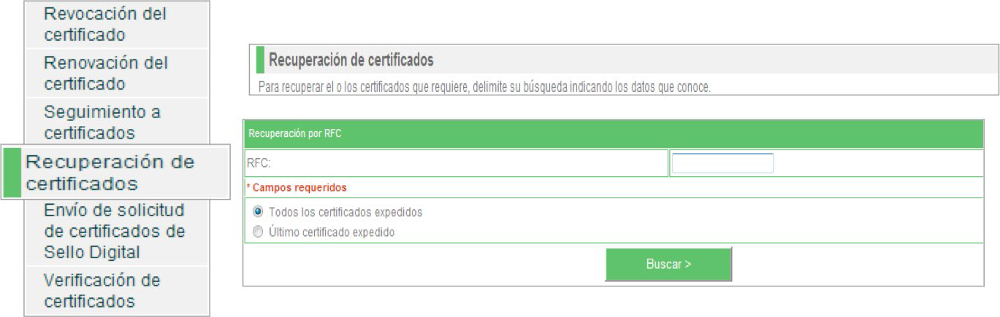 Revocación del
certificado
Renovación del
certificado
Seguimiento a
certificados
Recuperación de
certificados
Envío de solicitud
de certificados de
Sello Digital
Verificación de
certificados
Recuperación de certificados
Para recuperar el o los certificados que requiere, delimite su búsqueda indicando los datos que conoce.
Recuperación por RFC
RFC:
* Campos requeridos
Todos los certificados expedidos
Último certificado expedido
Buscar >